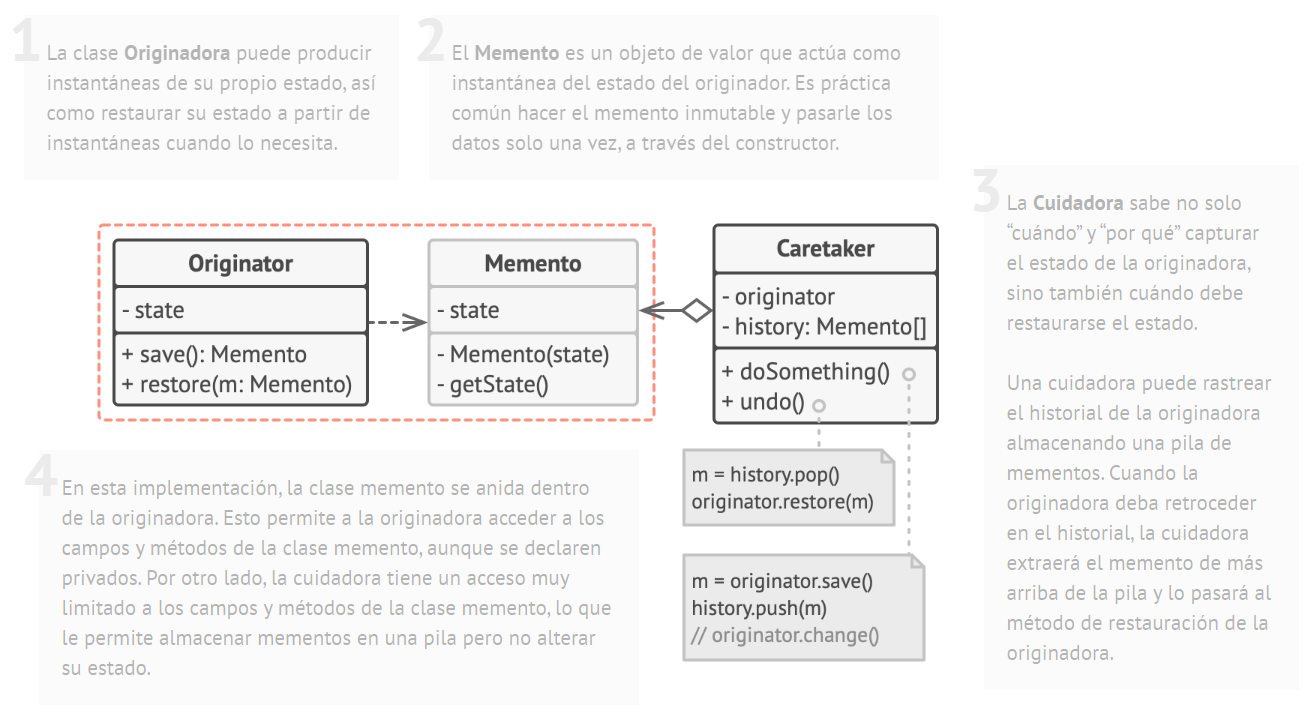 1
La clase Originadora puede producir
instantáneas de su propio estado, así
como restaurar su estado a partir de
instantáneas cuando lo necesita.
2
El Memento es un objeto de valor que actúa como
instantánea del estado del originador. Es práctica
común hacer el memento inmutable y pasarle los
datos solo una vez, a través del constructor.
3
La Cuidadora sabe no solo
“cuándo” y “por qué” capturar
el estado de la originadora,
sino también cuándo debe
restaurarse el estado.
Una cuidadora puede rastrear
el historial de la originadora
almacenando una pila de
mementos. Cuando la
originadora deba retroceder
en el historial, la cuidadora
extraerá el memento de más
arriba de la pila y lo pasará al
método de restauración de la
originadora.
Originator
- state
+ save(): Memento
+ restore(m: Memento)
Memento
- state
- Memento(state)
- getState()
Caretaker
- originator
- history: Memento[]
+ doSomething()
+ undo()
m = history.pop()
originator.restore(m)
m = originator.save()
history.push(m)
// originator.change()
4
En esta implementación, la clase memento se anida dentro
de la originadora. Esto permite a la originadora acceder a los
campos y métodos de la clase memento, aunque se declaren
privados. Por otro lado, la cuidadora tiene un acceso muy
limitado a los campos y métodos de la clase memento, lo que
le permite almacenar mementos en una pila pero no alterar
su estado.